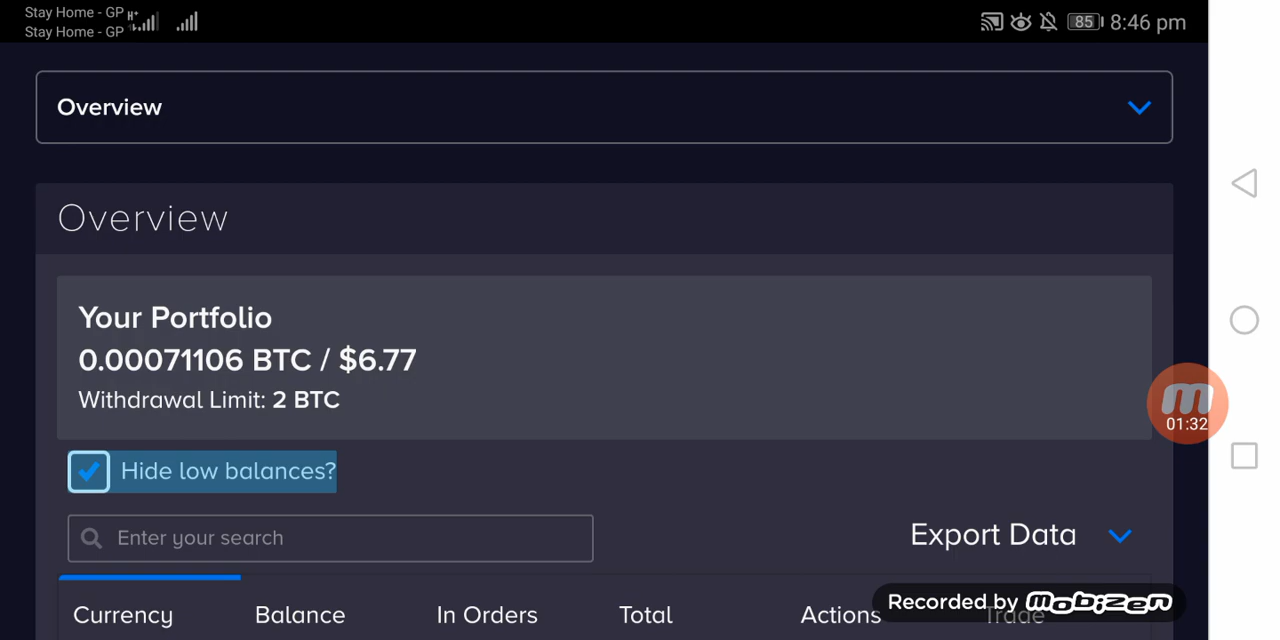 Stay Home - GP H+
Stay Home - GP
85 8:46 pm
Overview
Overview
Your Portfolio
0.00071106 BTC / $6.77
Withdrawal Limit: 2 BTC
01:32
Hide low balances?
Enter your search
Export Data
Recorded by mobizen
Currency Balance In Orders Total Actions Trade